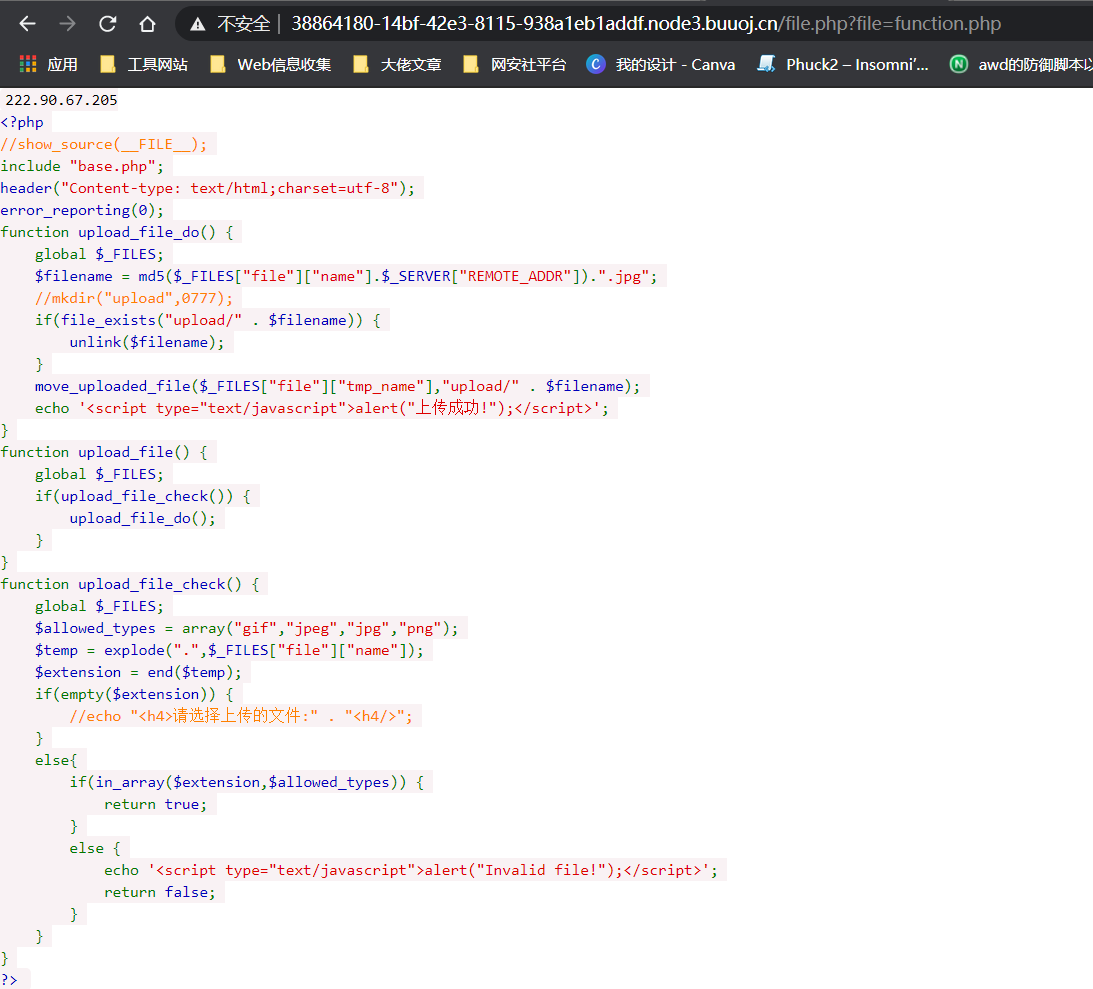 不安全 | 38864180-14bf-42e3-8115-938a1eb1addf.node3.buuoj.cn/file.php?file=function.php
应用 工具网站 Web信息收集 大佬文章 网安社平台 C 我的设计 - Canva Phuck2 – Insomni'... N awd的防御脚本以
222.90.67.205
<?php
//show_source(__FILE__);
include "base.php";
header("Content-type: text/html;charset=utf-8");
error_reporting(0);
function upload_file_do() {
    global $_FILES;
    $filename = md5($_FILES["file"]["name"].$_SERVER["REMOTE_ADDR"]).".jpg";
    //mkdir("upload",0777);
    if(file_exists("upload/" . $filename)) {
        unlink($filename);
    }
    move_uploaded_file($_FILES["file"]["tmp_name"],"upload/" . $filename);
    echo '<script type="text/javascript">alert("上传成功!");</script>';
}
function upload_file() {
    global $_FILES;
    if(upload_file_check()) {
        upload_file_do();
    }
}
function upload_file_check() {
    global $_FILES;
    $allowed_types = array("gif","jpeg","jpg","png");
    $temp = explode(".",$_FILES["file"]["name"]);
    $extension = end($temp);
    if(empty($extension)) {
        //echo "<h4>请选择上传的文件:" . "<h4/>";
    }
    else{
        if(in_array($extension,$allowed_types)) {
            return true;
        }
        else {
            echo '<script type="text/javascript">alert("Invalid file!");</script>';
            return false;
        }
    }
}
?>